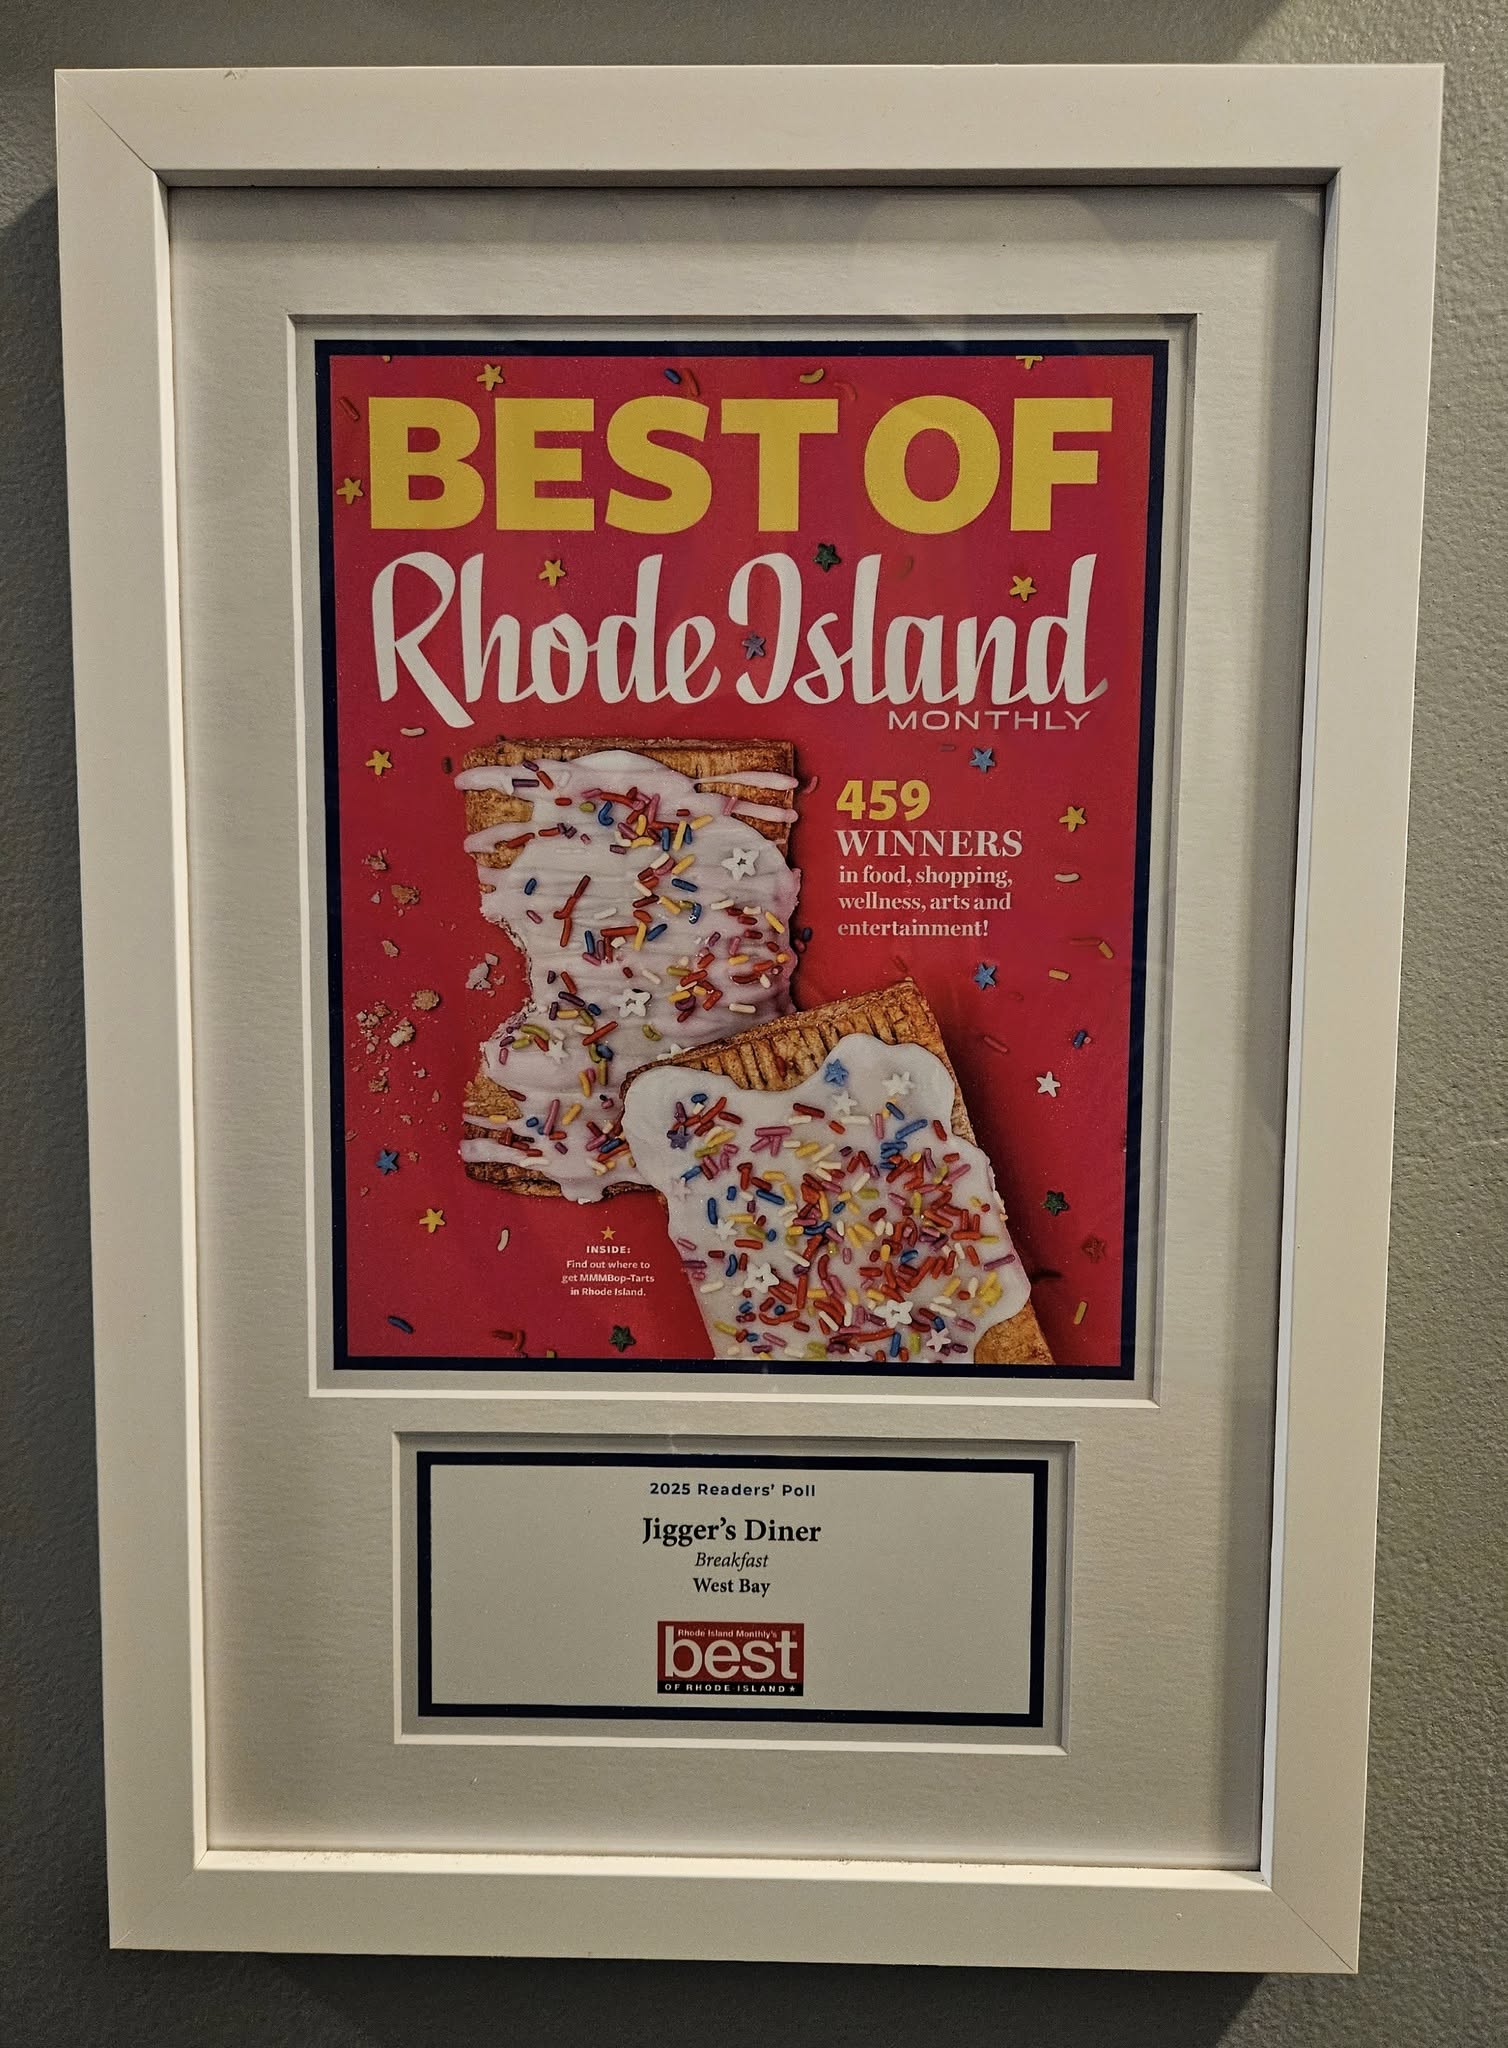 BEST OF
Rhode Island
MONTHLY
459
WINNERS
in food, shopping,
wellness, arts and
entertainment!
INSIDE:
Find out where to
get MMMBop-Tarts
in Rhode Island.
2025 Readers' Poll
Jigger's Diner
Breakfast
West Bay
Rhode Island Monthly's
best
OF RHODE ISLAND★